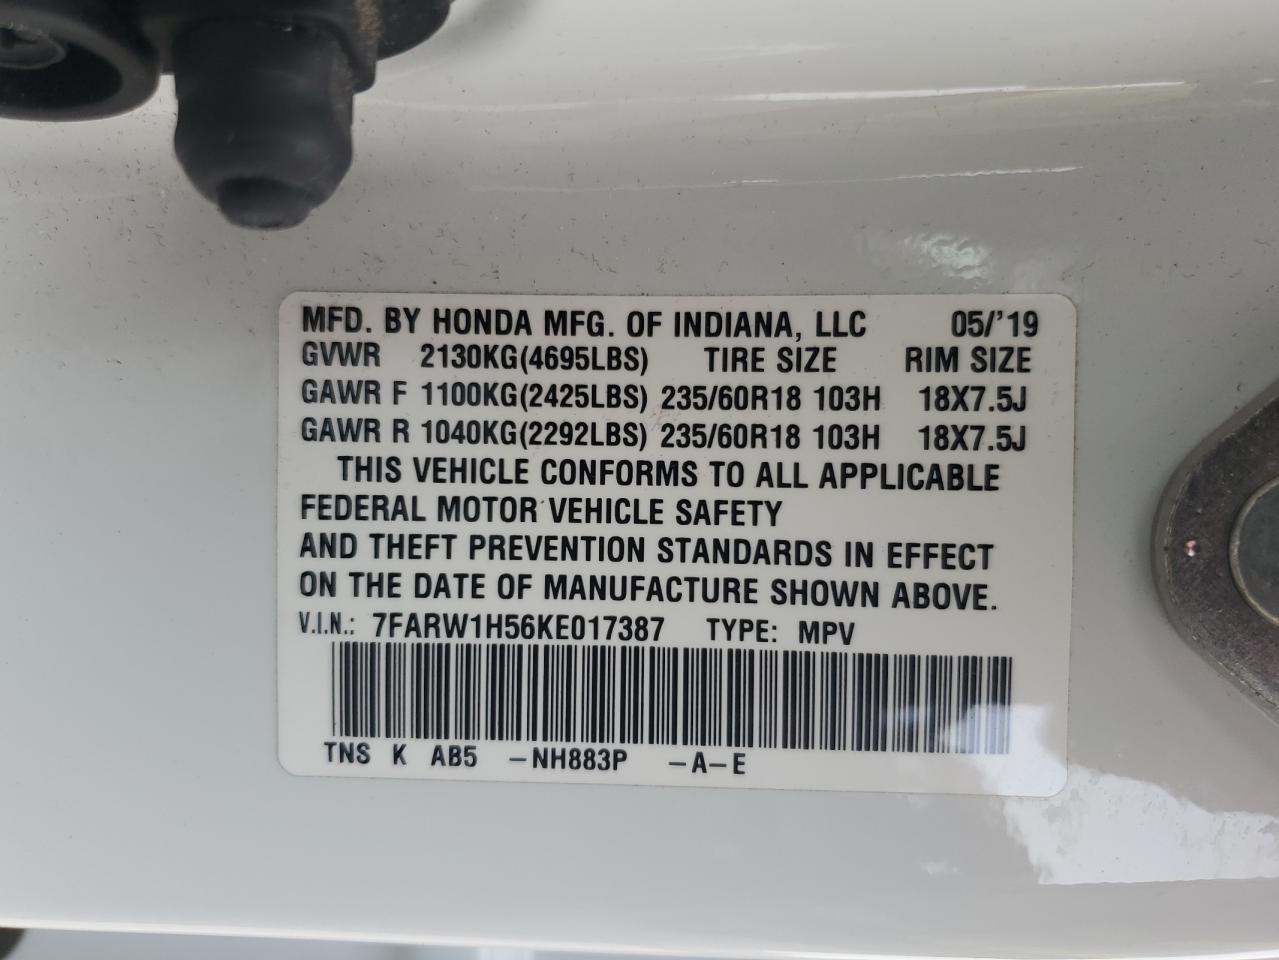 MFD. BY HONDA MFG. OF INDIANA, LLC 05/'19
GVWR 2130KG(4695LBS) TIRE SIZE RIM SIZE
GAWR F 1100KG(2425LBS) 235/60R18 103H 18X7.5J
GAWR R 1040KG(2292LBS) 235/60R18 103H 18X7.5J
THIS VEHICLE CONFORMS TO ALL APPLICABLE
FEDERAL MOTOR VEHICLE SAFETY
AND THEFT PREVENTION STANDARDS IN EFFECT
ON THE DATE OF MANUFACTURE SHOWN ABOVE.
V.I.N.: 7FARW1H56KE017387 TYPE: MPV
TNS K AB5 -NH883P -A-E